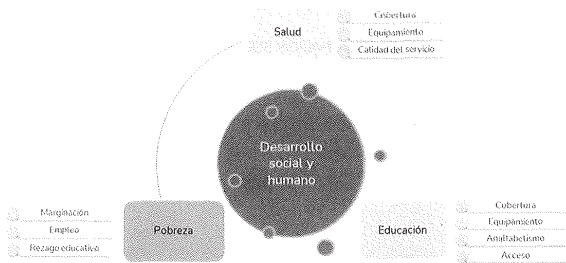 Salud
Cobertura
Equipamiento
Calidad del servicio
Desarrollo
social y
humano
Marginación
Empleo
Rezago educativo
Pobreza
Educación
Cobertura
Equipamiento
Analfabetismo
Acceso